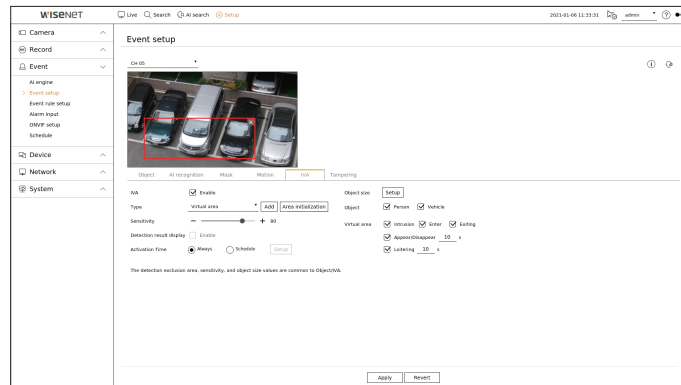 WISENET
Live Search AI search Setup 2021-01-06 11:33:31 admin
Camera
Record
Event
AI engine
Event setup
Event rule setup
Alarm input
ONVIF setup
Schedule
Device
Network
System
Event setup
CH 05
Object AI recognition Mask Motion IVA Tampering
IVA Enable
Type Virtual area Add Area initialization
Sensitivity − + 80
Detection result display Enable
Activation Time Always Schedule Setup
Object size Setup
Object Person Vehicle
Virtual area Intrusion Enter Exiting
Appear/Disappear 10 s
Loitering 10 s
The detection exclusion area, sensitivity, and object size values are common to Object/IVA.
Apply Revert